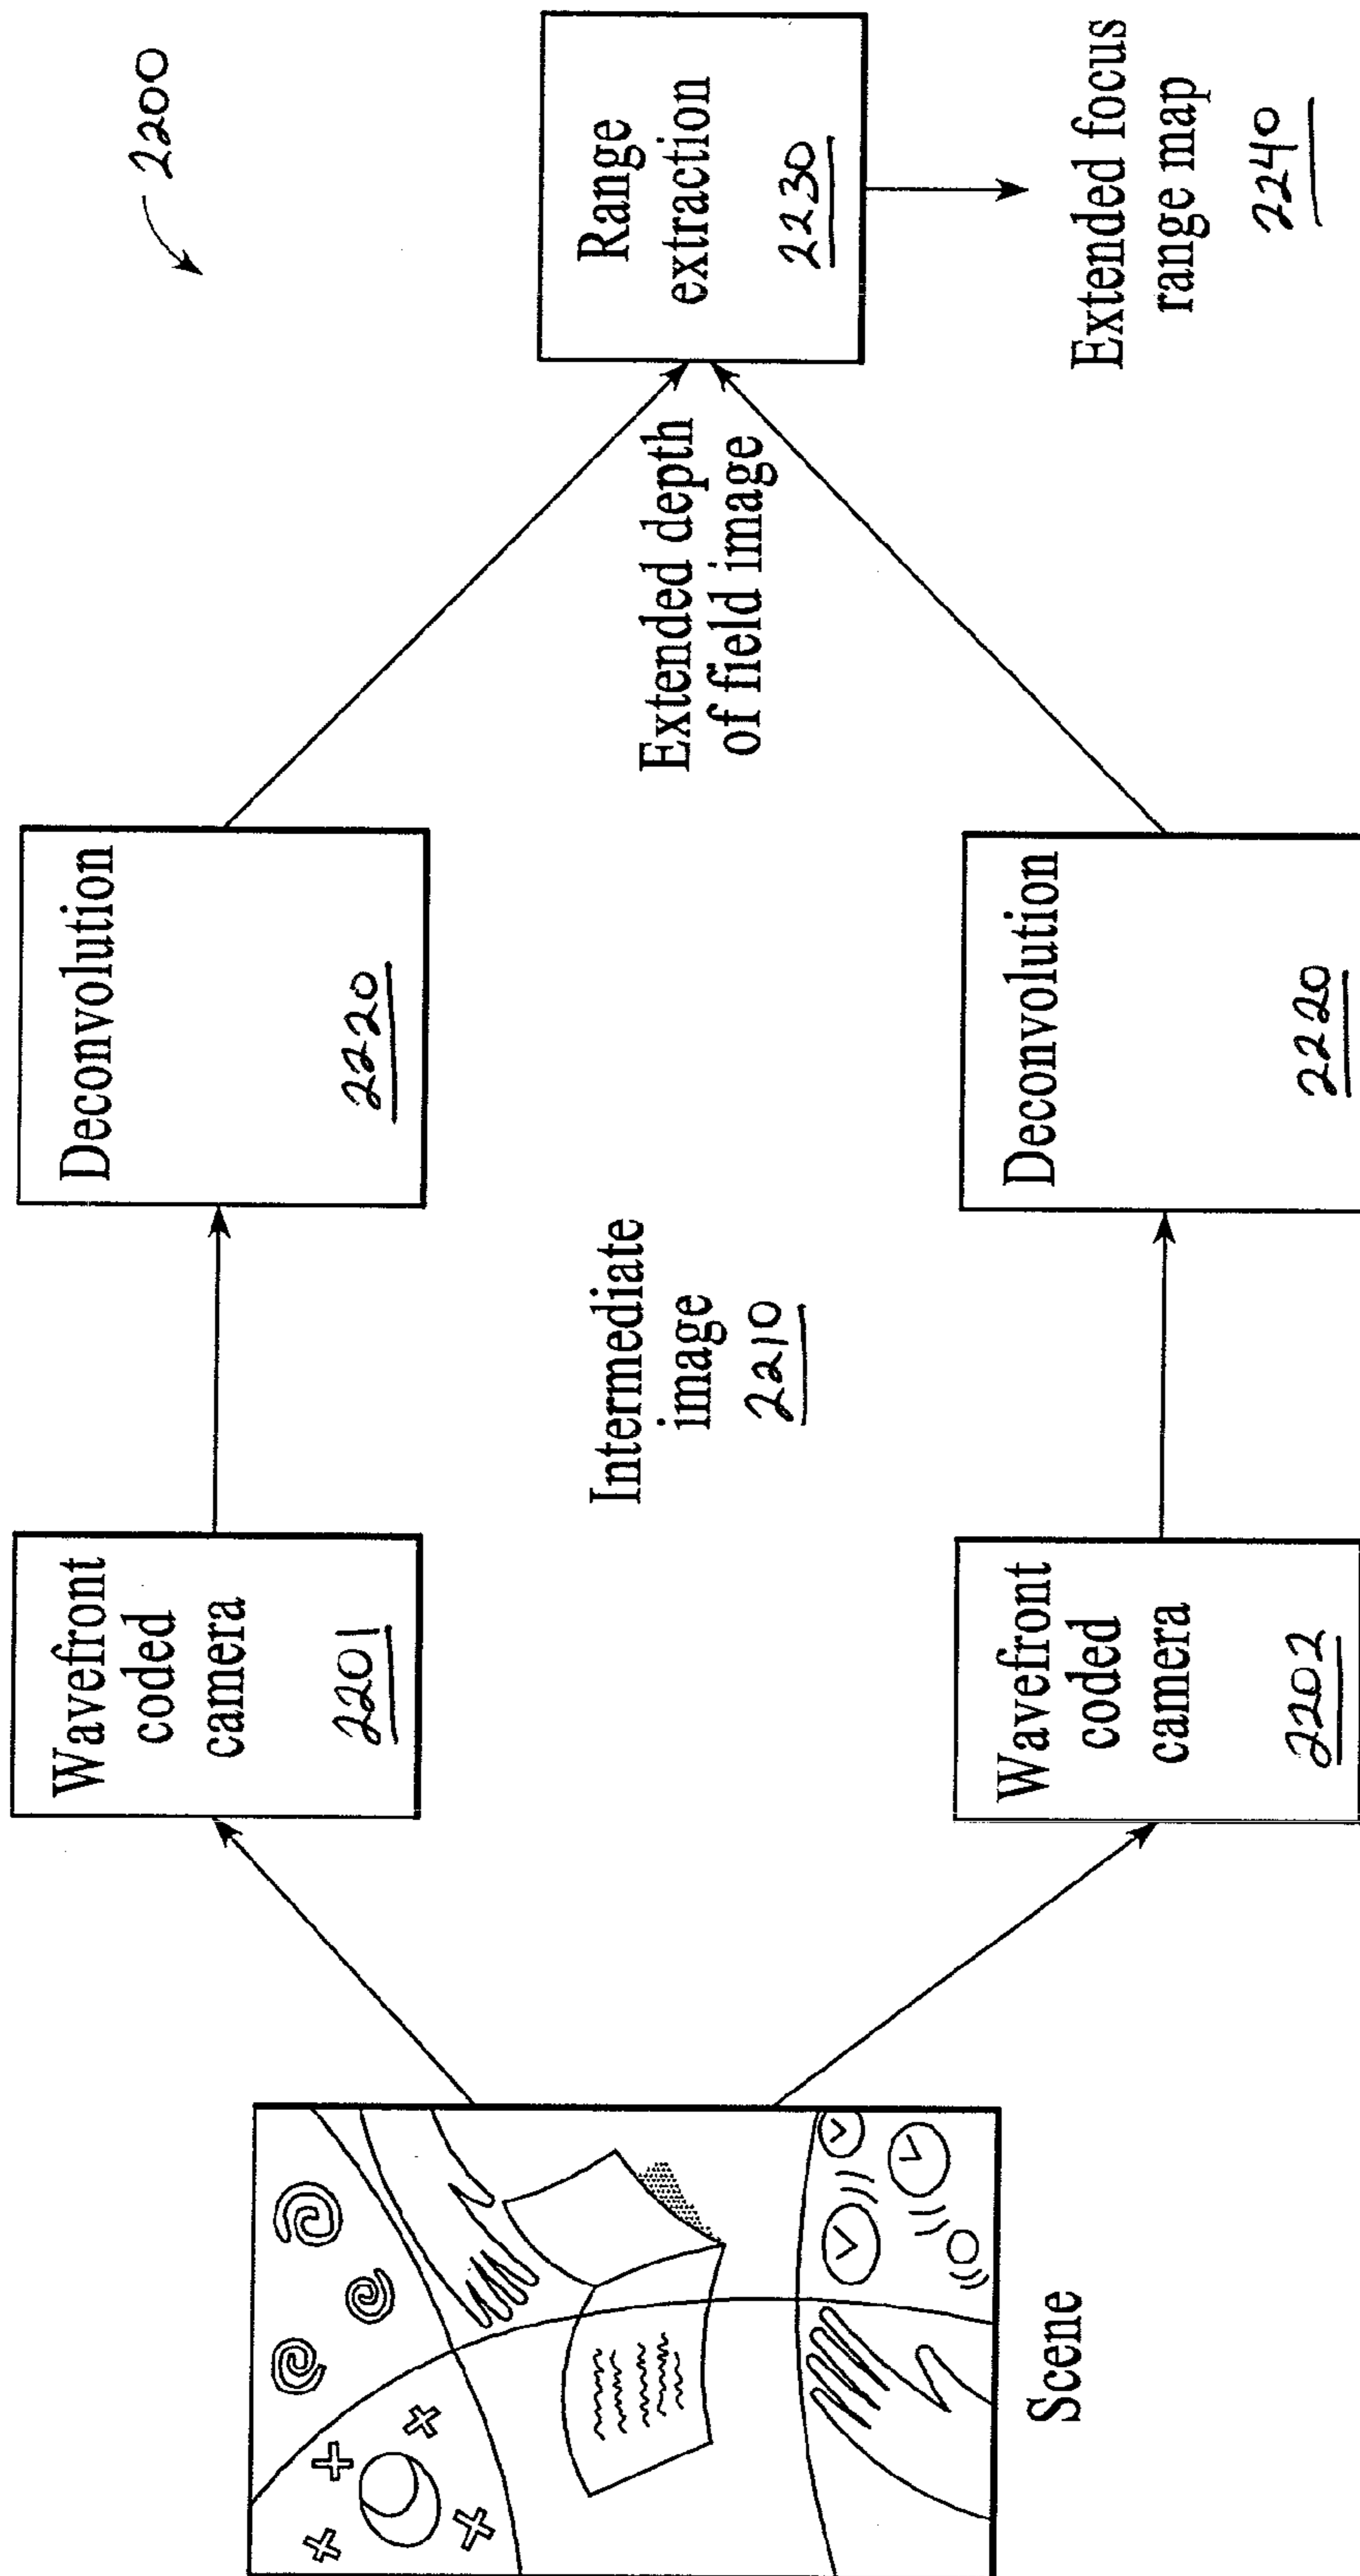 2200
Scene
Wavefront
coded
camera
2201
Wavefront
coded
camera
2202
Intermediate
image
2210
Deconvolution
2220
Deconvolution
2220
Extended depth
of field image
Range
extraction
2230
Extended focus
range map
2240